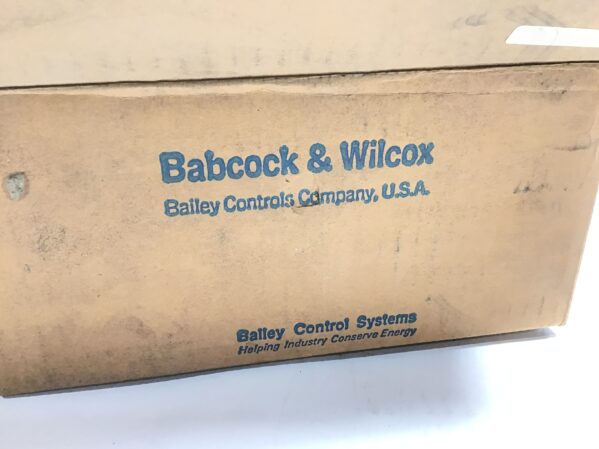 Babcock & Wilcox
Bailey Controls Company, U.S.A.
Bailey Control Systems
Helping Industry Conserve Energy